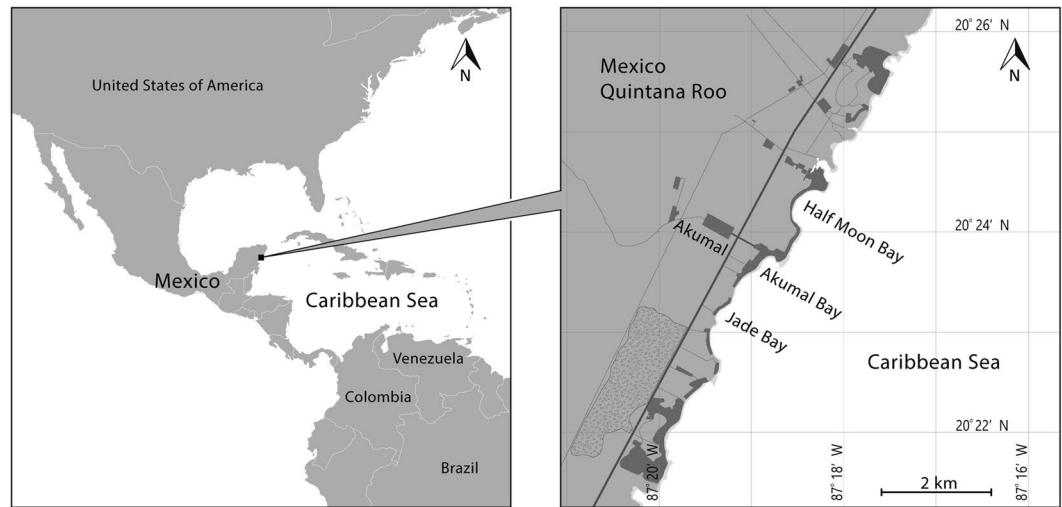 N
United States of America
Mexico
Caribbean Sea
Venezuela
Colombia
Brazil
20°26' N
N
Mexico
Quintana Roo
Half Moon Bay
20°24' N
Akumal
Akumal Bay
Jade Bay
Caribbean Sea
20°22' N
87°20' W
87°18' W
87°16' W
2 km